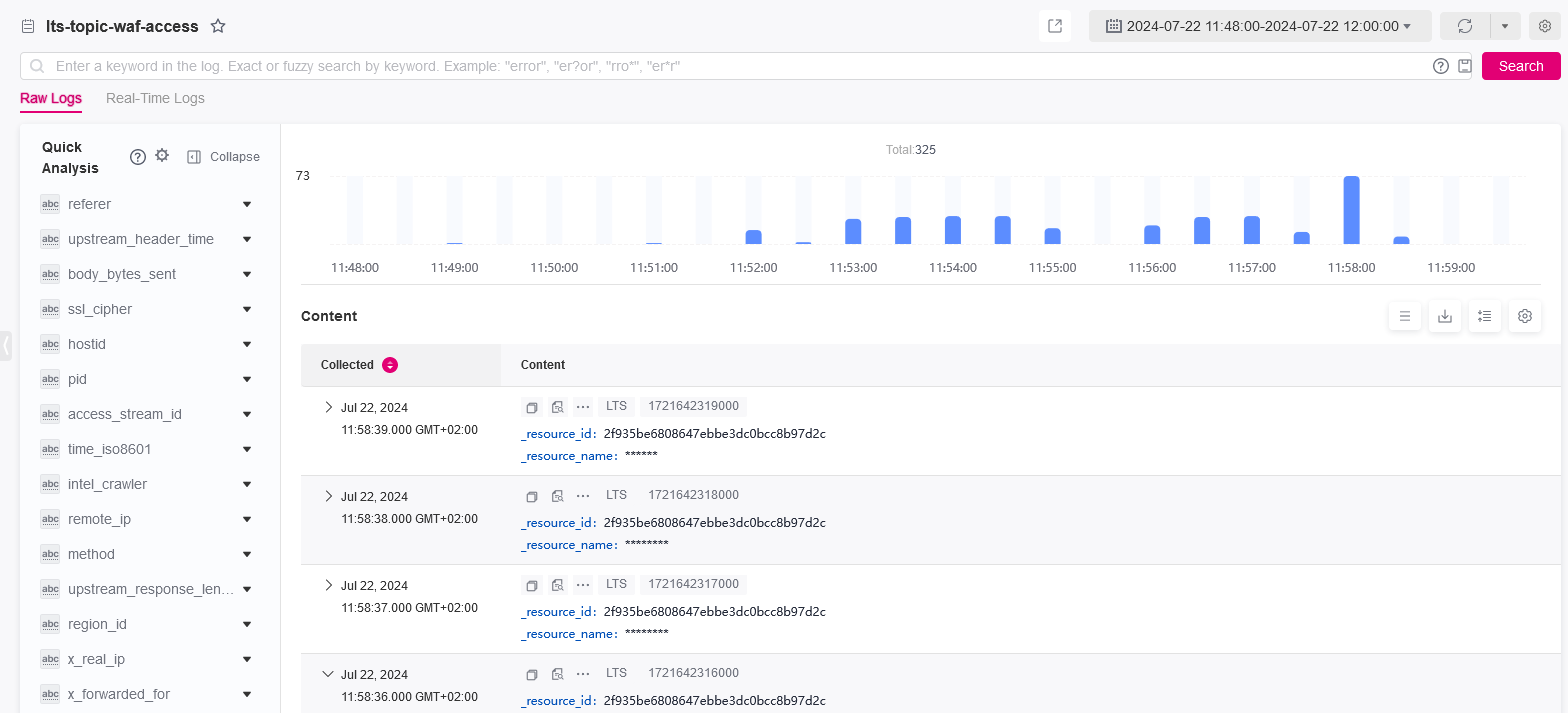 lts-topic-waf-access
2024-07-22 11:48:00-2024-07-22 12:00:00
Enter a keyword in the log. Exact or fuzzy search by keyword. Example: "error", "er?or", "rro*", "er*r"
Search
Raw Logs Real-Time Logs
Quick
Analysis
Collapse
abc referer
abc upstream_header_time
abc body_bytes_sent
abc ssl_cipher
abc hostid
abc pid
abc access_stream_id
abc time_iso8601
abc intel_crawler
abc remote_ip
abc method
abc upstream_response_len...
abc region_id
abc x_real_ip
abc x_forwarded_for
Total:325
73
11:48:00 11:49:00 11:50:00 11:51:00 11:52:00 11:53:00 11:54:00 11:55:00 11:56:00 11:57:00 11:58:00 11:59:00
Content
Collected Content
Jul 22, 2024 LTS 1721642319000
11:58:39.000 GMT+02:00 _resource_id: 2f935be6808647ebbe3dc0bcc8b97d2c
_resource_name: ******
Jul 22, 2024 LTS 1721642318000
11:58:38.000 GMT+02:00 _resource_id: 2f935be6808647ebbe3dc0bcc8b97d2c
_resource_name: ********
Jul 22, 2024 LTS 1721642317000
11:58:37.000 GMT+02:00 _resource_id: 2f935be6808647ebbe3dc0bcc8b97d2c
_resource_name: ********
Jul 22, 2024 LTS 1721642316000
11:58:36.000 GMT+02:00 _resource_id: 2f935be6808647ebbe3dc0bcc8b97d2c